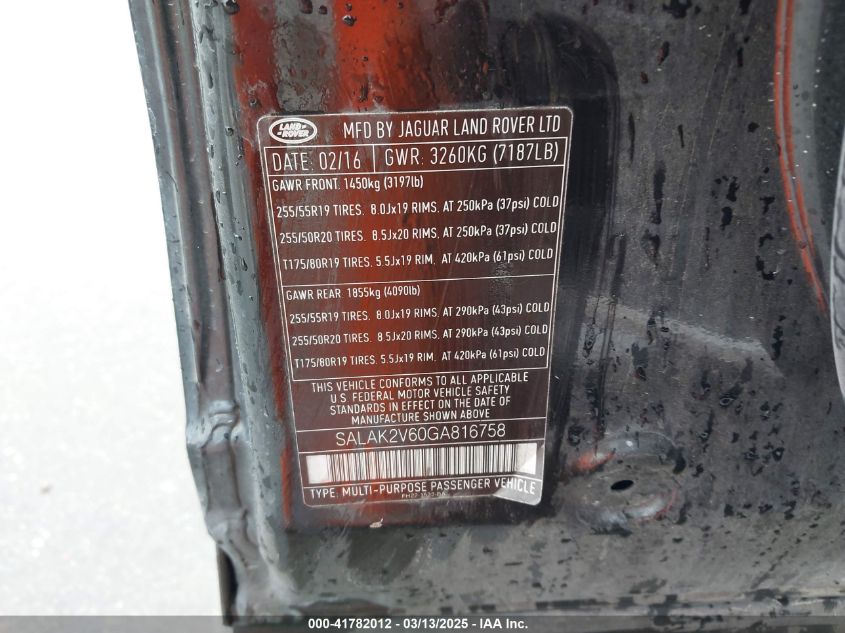 LAND ROVER
MFD BY JAGUAR LAND ROVER LTD
DATE: 02/16 GWR: 3260KG (7187LB)
GAWR FRONT. 1450kg (3197lb)
255/55R19 TIRES. 8.0Jx19 RIMS. AT 250kPa (37psi) COLD
255/50R20 TIRES. 8.5Jx20 RIMS. AT 250kPa (37psi) COLD
T175/80R19 TIRES. 5.5Jx19 RIM. AT 420kPa (61psi) COLD
GAWR REAR 1855kg (4090lb)
255/55R19 TIRES. 8.0Jx19 RIMS. AT 290kPa (43psi) COLD
255/50R20 TIRES. 8.5Jx20 RIMS. AT 290kPa (43psi) COLD
T175/80R19 TIRES. 5.5Jx19 RIM. AT 420kPa (61psi) COLD
THIS VEHICLE CONFORMS TO ALL APPLICABLE
U.S. FEDERAL MOTOR VEHICLE SAFETY
STANDARDS IN EFFECT ON THE DATE OF
MANUFACTURE SHOWN ABOVE
SALAK2V60GA816758
TYPE: MULTI-PURPOSE PASSENGER VEHICLE
000-41782012 - 03/13/2025 - IAA Inc.